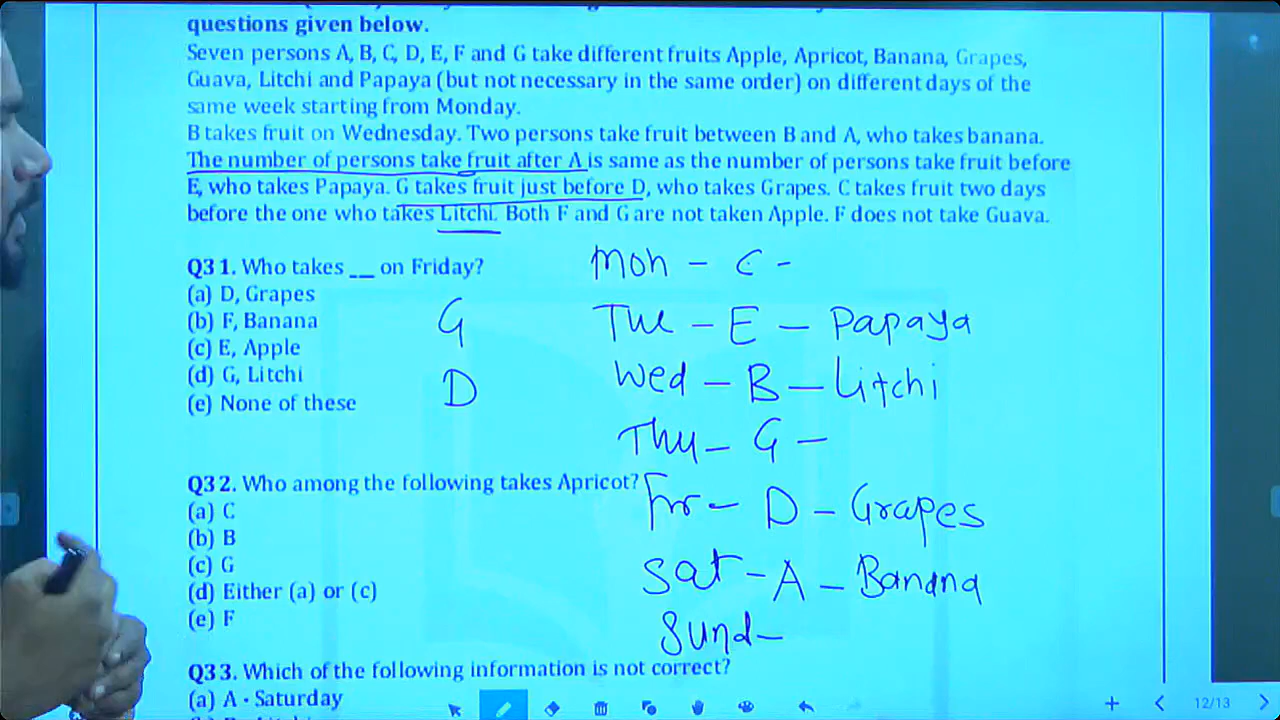 questions given below.
Seven persons A, B, C, D, E, F and G take different fruits Apple, Apricot, Banana, Grapes,
Guava, Litchi and Papaya (but not necessary in the same order) on different days of the
same week starting from Monday.
B takes fruit on Wednesday. Two persons take fruit between B and A, who takes banana.
The number of persons take fruit after A is same as the number of persons take fruit before
E, who takes Papaya. G takes fruit just before D, who takes Grapes. C takes fruit two days
before the one who takes Litchi. Both F and G are not taken Apple. F does not take Guava.
Q31. Who takes __ on Friday?
(a) D, Grapes
(b) F, Banana
(c) E, Apple
(d) G, Litchi
(e) None of these
G
D
Mon - C -
Tue - E - Papaya
Wed - B - Litchi
Thu - G -
Fri - D - Grapes
Sat - A - Banana
Sund -
Q32. Who among the following takes Apricot?
(a) C
(b) B
(c) G
(d) Either (a) or (c)
(e) F
Q33. Which of the following information is not correct?
(a) A - Saturday
12/13